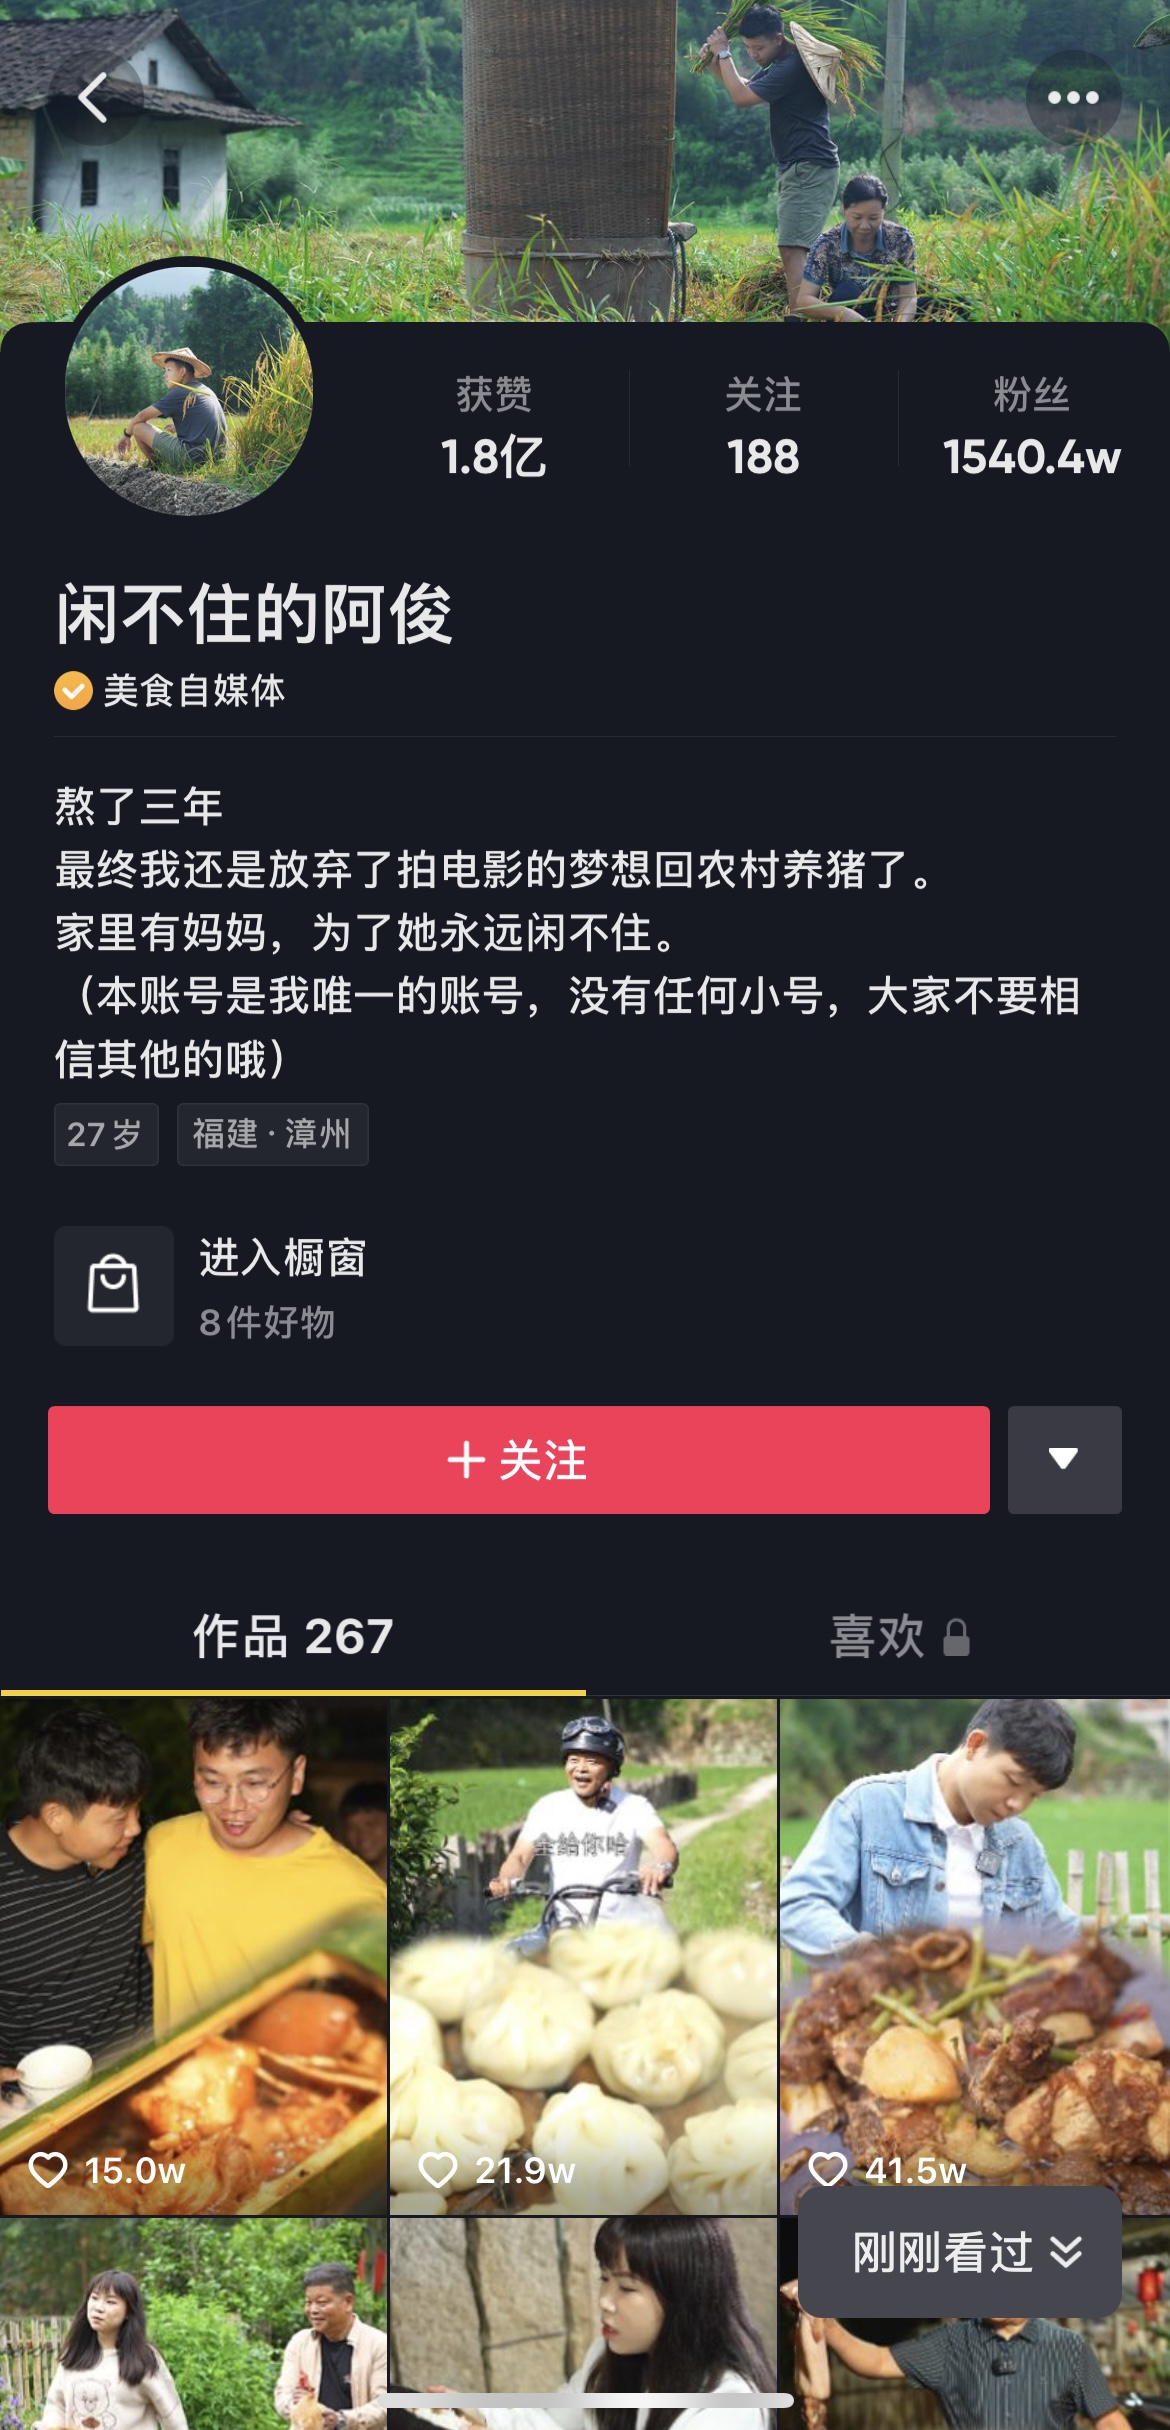 获赞 关注 粉丝
1.8亿 188 1540.4w
闲不住的阿俊
美食自媒体
熬了三年
最终我还是放弃了拍电影的梦想回农村养猪了。
家里有妈妈，为了她永远闲不住。
（本账号是我唯一的账号，没有任何小号，大家不要相
信其他的哦）
27岁 福建·漳州
进入橱窗
8件好物
关注
作品 267 喜欢
全给你哈
15.0w 21.9w 41.5w
刚刚看过